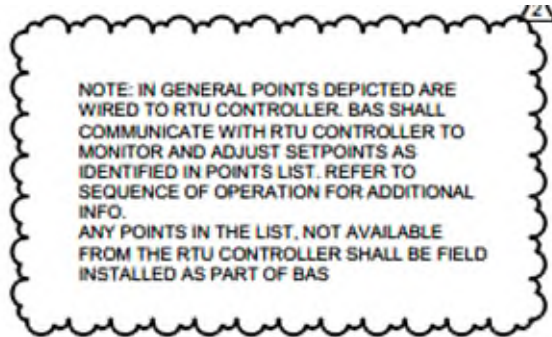 2
NOTE: IN GENERAL POINTS DEPICTED ARE
WIRED TO RTU CONTROLLER. BAS SHALL
COMMUNICATE WITH RTU CONTROLLER TO
MONITOR AND ADJUST SETPOINTS AS
IDENTIFIED IN POINTS LIST. REFER TO
SEQUENCE OF OPERATION FOR ADDITIONAL
INFO.
ANY POINTS IN THE LIST, NOT AVAILABLE
FROM THE RTU CONTROLLER SHALL BE FIELD
INSTALLED AS PART OF BAS